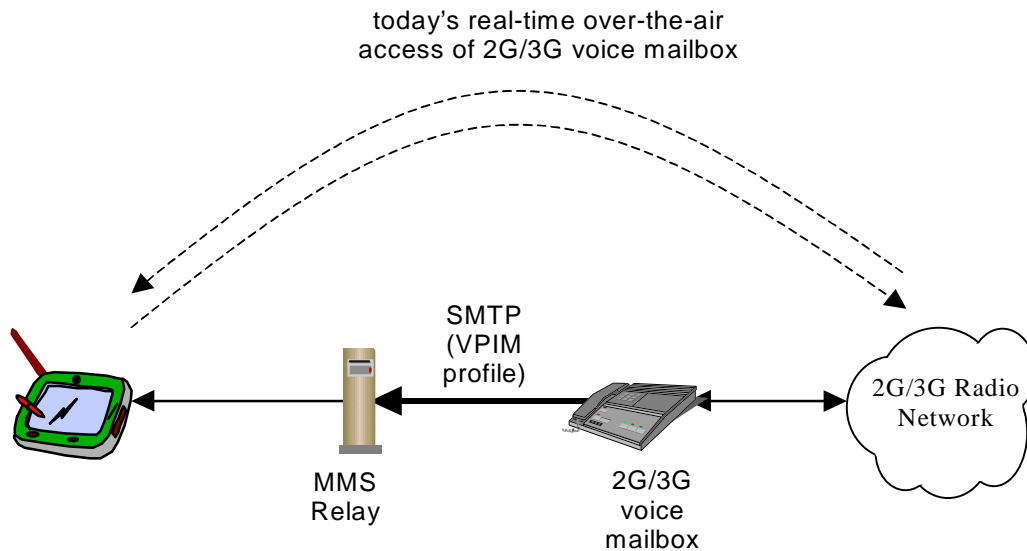 today's real-time over-the-air
access of 2G/3G voice mailbox
SMTP
(VPIM
profile)
2G/3G Radio
Network
MMS
Relay
2G/3G
voice
mailbox